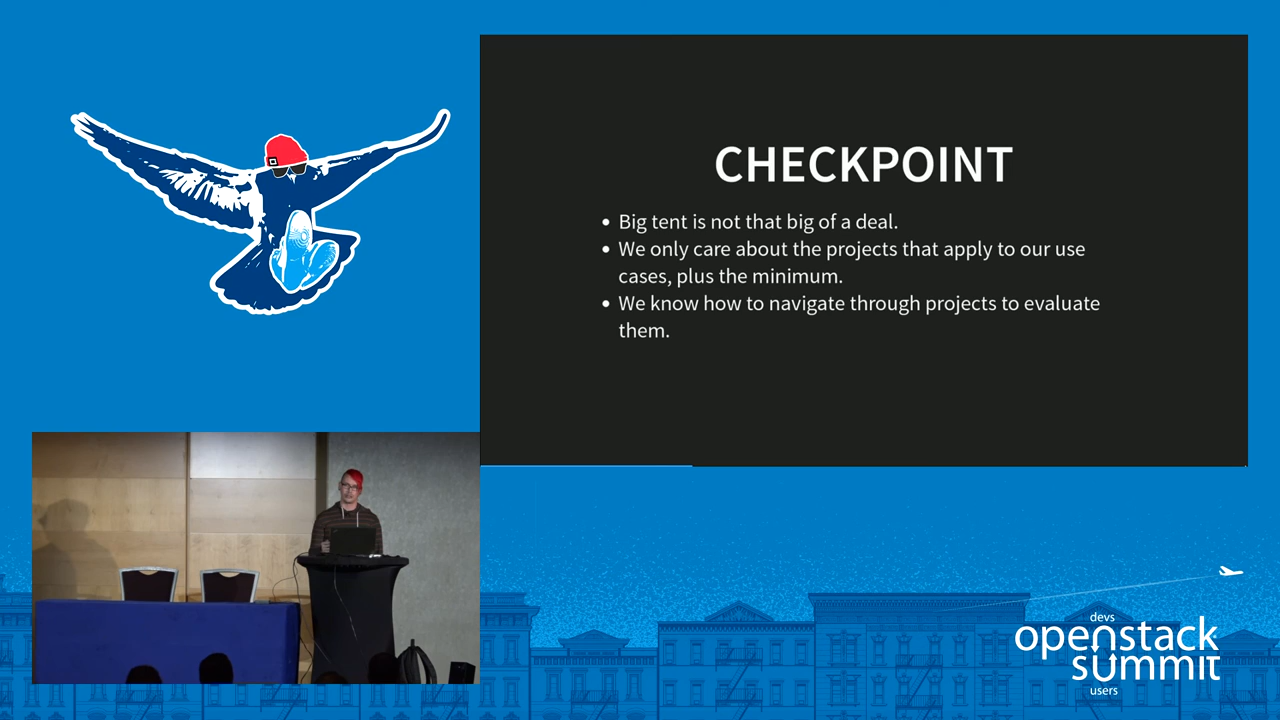 CHECKPOINT
Big tent is not that big of a deal.
We only care about the projects that apply to our use
cases, plus the minimum.
We know how to navigate through projects to evaluate
them.
devs
openstack
summit
users